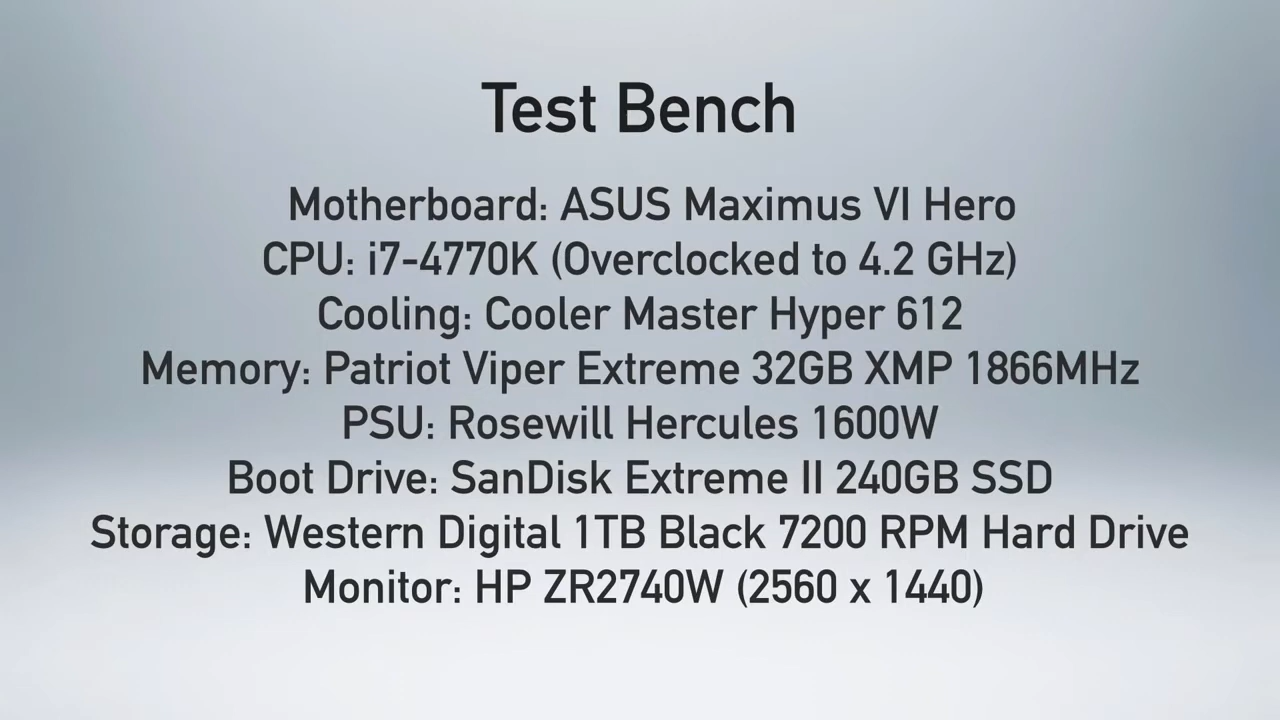 Test Bench
Motherboard: ASUS Maximus VI Hero
CPU: i7-4770K (Overclocked to 4.2 GHz)
Cooling: Cooler Master Hyper 612
Memory: Patriot Viper Extreme 32GB XMP 1866MHz
PSU: Rosewill Hercules 1600W
Boot Drive: SanDisk Extreme II 240GB SSD
Storage: Western Digital 1TB Black 7200 RPM Hard Drive
Monitor: HP ZR2740W (2560 x 1440)